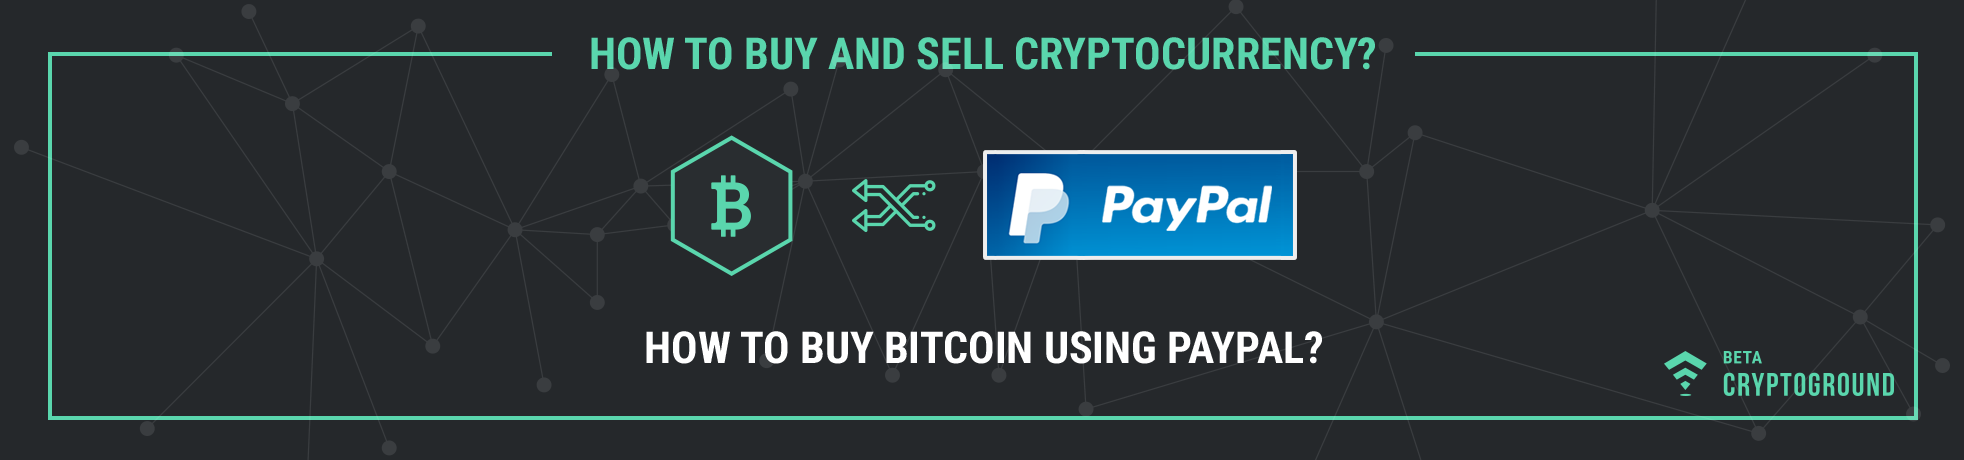 HOW TO BUY AND SELL CRYPTOCURRENCY?
PayPal
HOW TO BUY BITCOIN USING PAYPAL?
BETA
CRYPTOGROUND